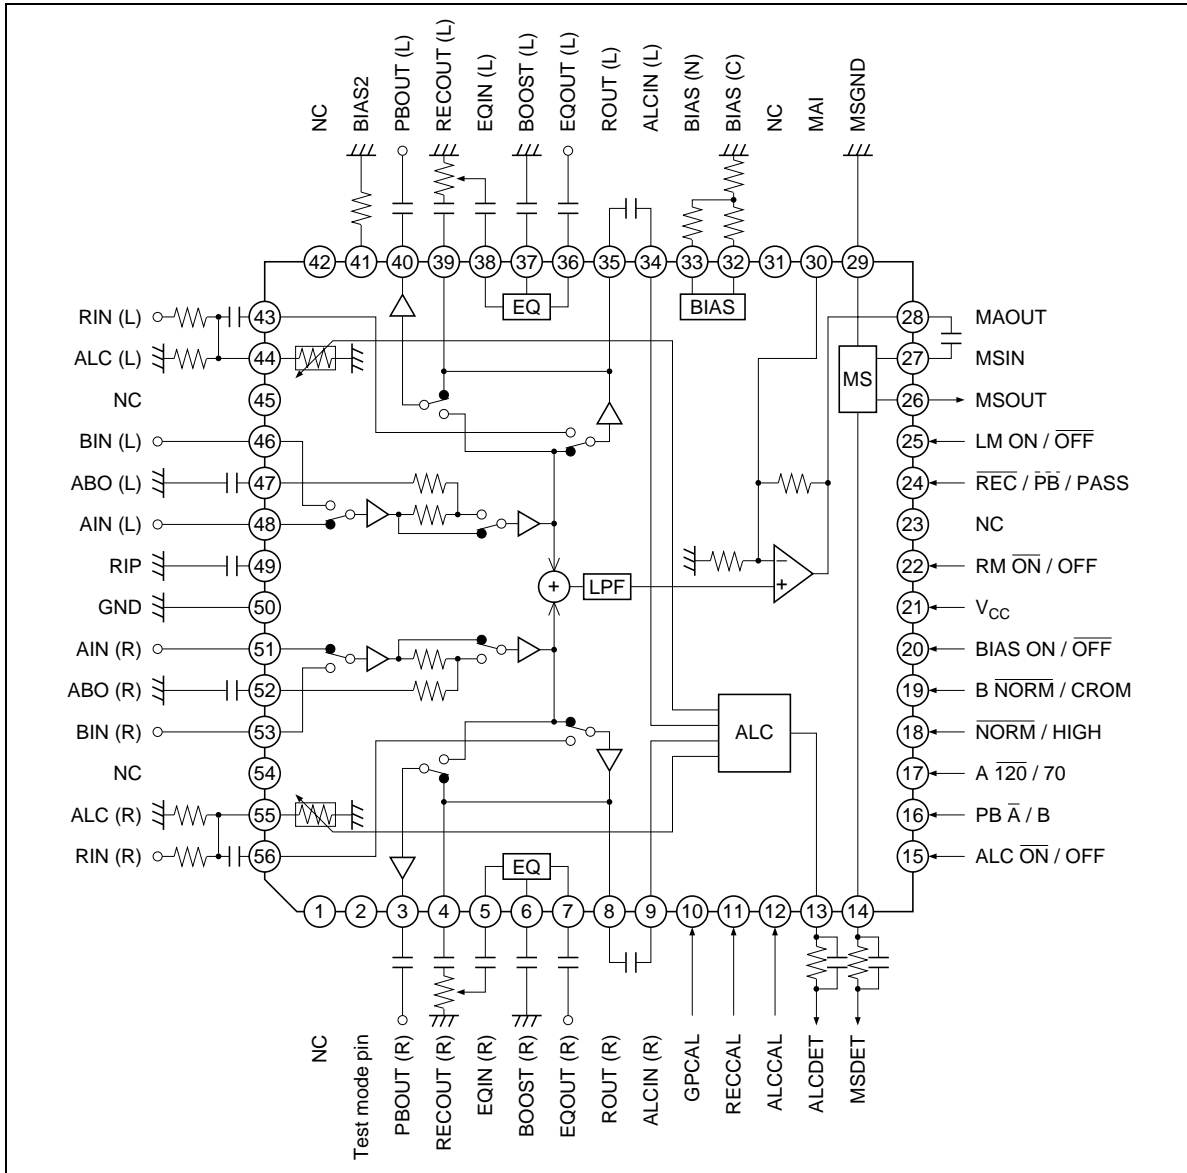 NC
BIAS2
PBOUT (L)
RECOUT (L)
EQIN (L)
BOOST (L)
EQOUT (L)
ROUT (L)
ALCIN (L)
BIAS (N)
BIAS (C)
NC
MAI
MSGND
42
41
40
39
38
37
36
35
34
33
32
31
30
29
EQ
BIAS
RIN (L)
43
ALC (L)
44
NC
45
BIN (L)
46
ABO (L)
47
AIN (L)
48
RIP
49
GND
50
AIN (R)
51
ABO (R)
52
BIN (R)
53
NC
54
ALC (R)
55
RIN (R)
56
+
LPF
−
+
MS
ALC
EQ
28
MAOUT
27
MSIN
26
MSOUT
25
LM ON / OFF
24
REC / PB / PASS
23
NC
22
RM ON / OFF
21
VCC
20
BIAS ON / OFF
19
B NORM / CROM
18
NORM / HIGH
17
A 120 / 70
16
PB A / B
15
ALC ON / OFF
1
2
3
4
5
6
7
8
9
10
11
12
13
14
NC
Test mode pin
PBOUT (R)
RECOUT (R)
EQIN (R)
BOOST (R)
EQOUT (R)
ROUT (R)
ALCIN (R)
GPCAL
RECCAL
ALCCAL
ALCDET
MSDET